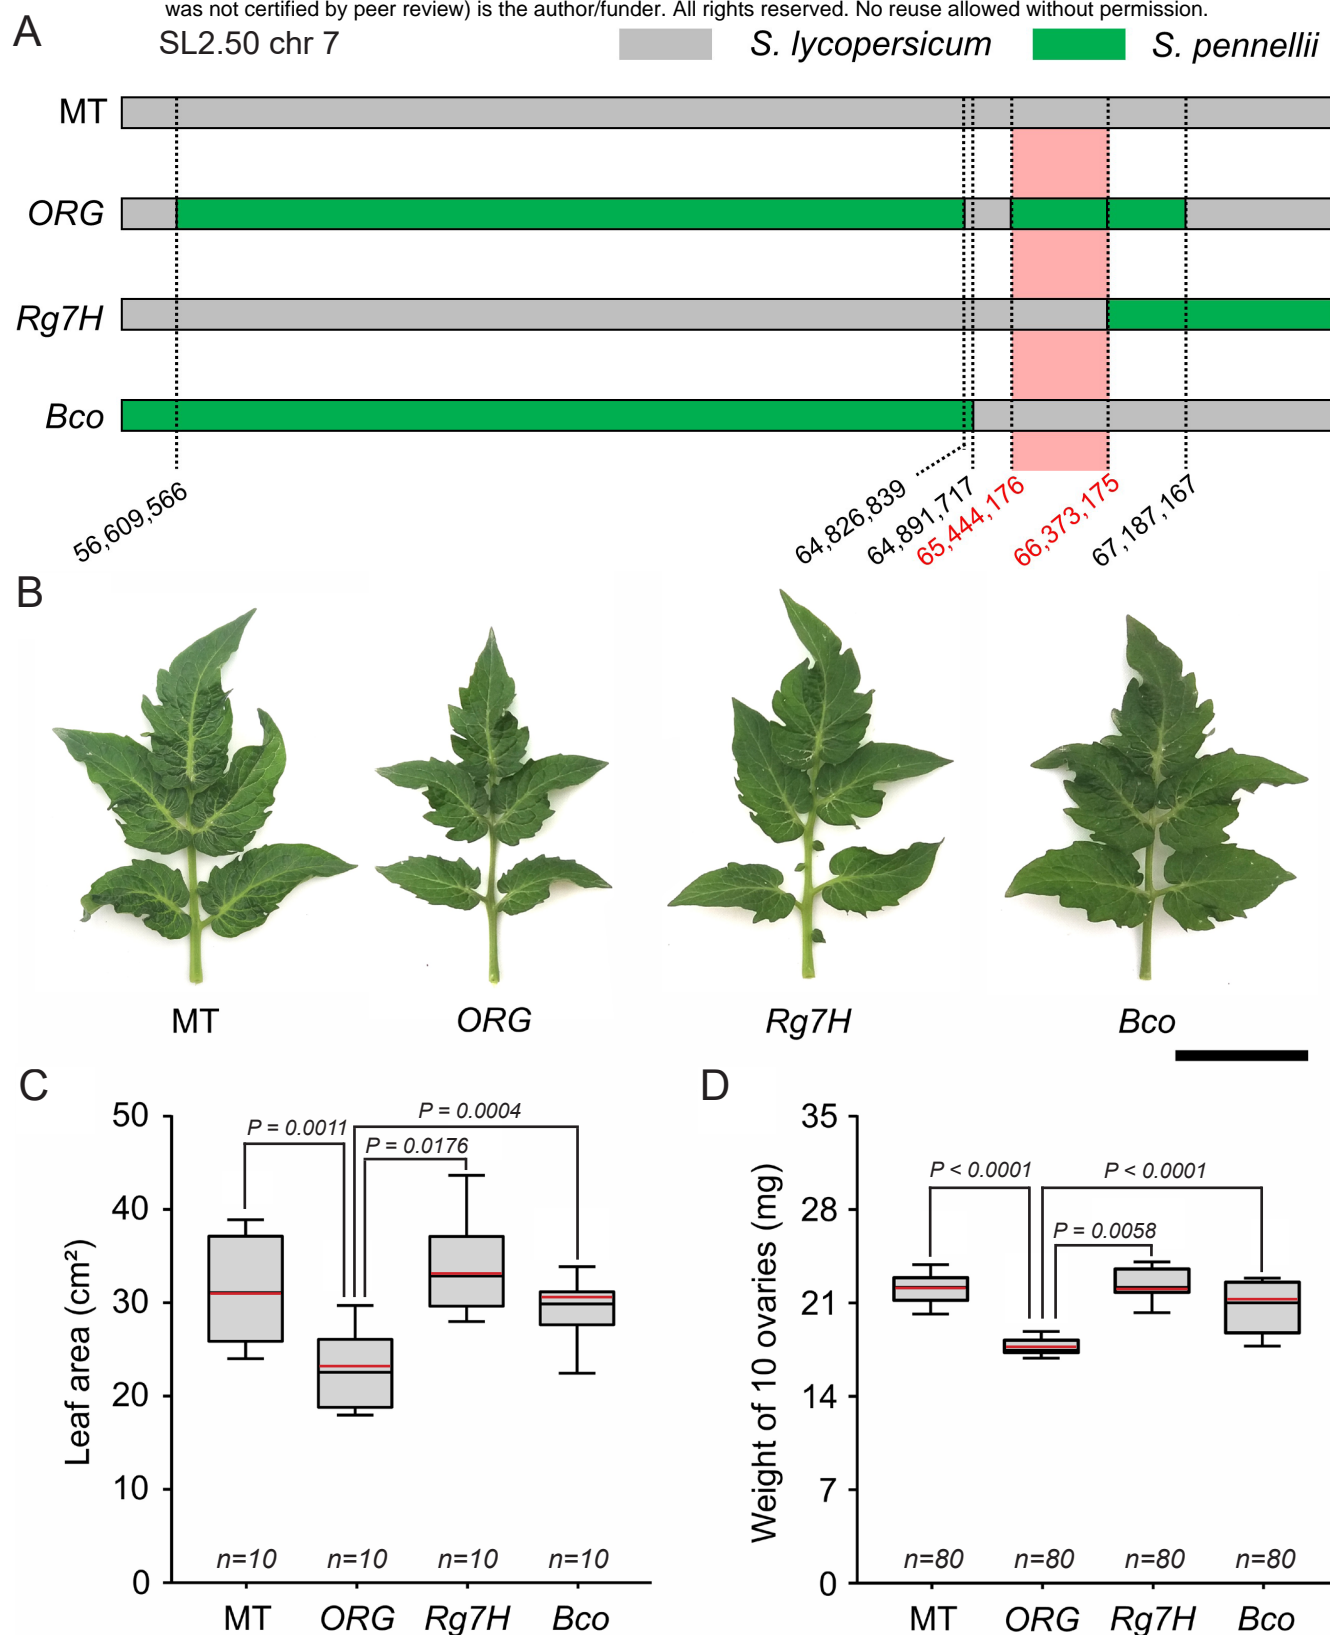 was not certified by peer review) is the author/funder. All rights reserved. No reuse allowed without permission.
A
SL2.50 chr 7
S. lycopersicum
S. pennellii
MT
ORG
Rg7H
Bco
56,609,566
64,826,839
64,891,717
65,444,176
66,373,175
67,187,167
B
MT
ORG
Rg7H
Bco
C
Leaf area (cm²)
50
40
30
20
10
0
P = 0.0011
P = 0.0004
P = 0.0176
n=10
n=10
n=10
n=10
MT
ORG
Rg7H
Bco
D
Weight of 10 ovaries (mg)
35
28
21
14
7
0
P < 0.0001
P < 0.0001
P = 0.0058
n=80
n=80
n=80
n=80
MT
ORG
Rg7H
Bco